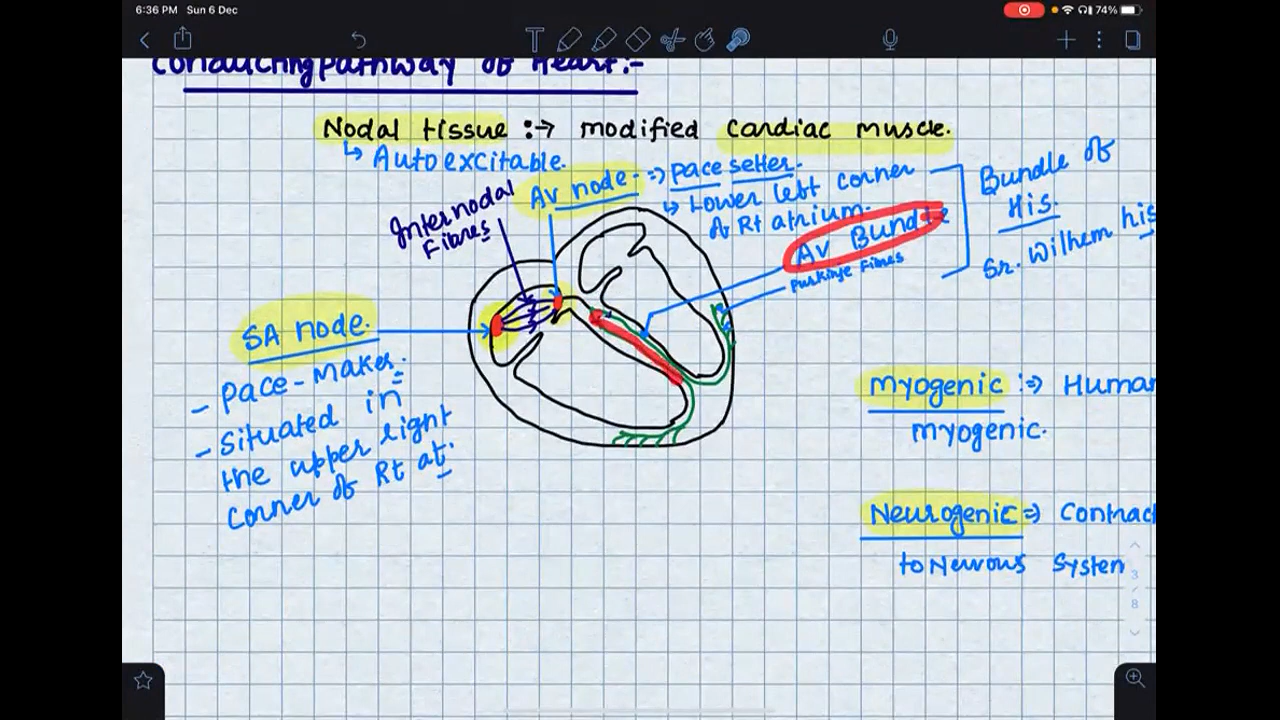 6:36 PM Sun 6 Dec
74%
Conducting Pathway of Heart:-
Nodal tissue :→ modified cardiac muscle.
↳ Autoexcitable.
Internodal Fibres
AV node ⇒ pace setter.
↳ Lower left corner
of Rt atrium.
AV Bundle
Purkinje Fibres
Bundle of
His.
Sr. Wilhem his
SA node.
- Pace-maker.
- Situated in
the upper right
corner of Rt at.
myogenic :⇒ Human
myogenic.
Neurogenic ⇒ Contrac
to Nervous System
3
/
8